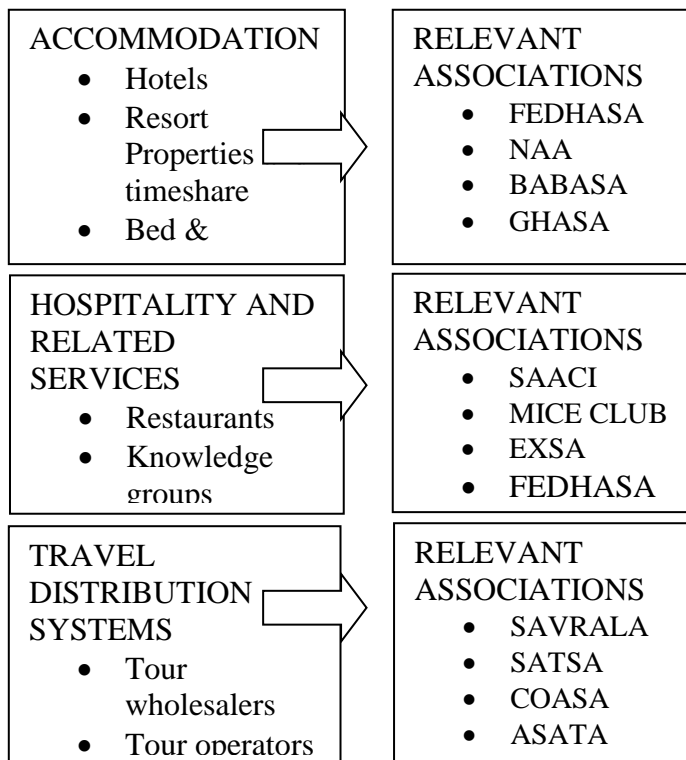 ACCOMMODATION
• Hotels
• Resort
Properties
timeshare
• Bed &
RELEVANT
ASSOCIATIONS
• FEDHASA
• NAA
• BABASA
• GHASA
HOSPITALITY AND
RELATED
SERVICES
• Restaurants
• Knowledge
groups
RELEVANT
ASSOCIATIONS
• SAACI
• MICE CLUB
• EXSA
• FEDHASA
TRAVEL
DISTRIBUTION
SYSTEMS
• Tour
wholesalers
• Tour operators
RELEVANT
ASSOCIATIONS
• SAVRALA
• SATSA
• COASA
• ASATA